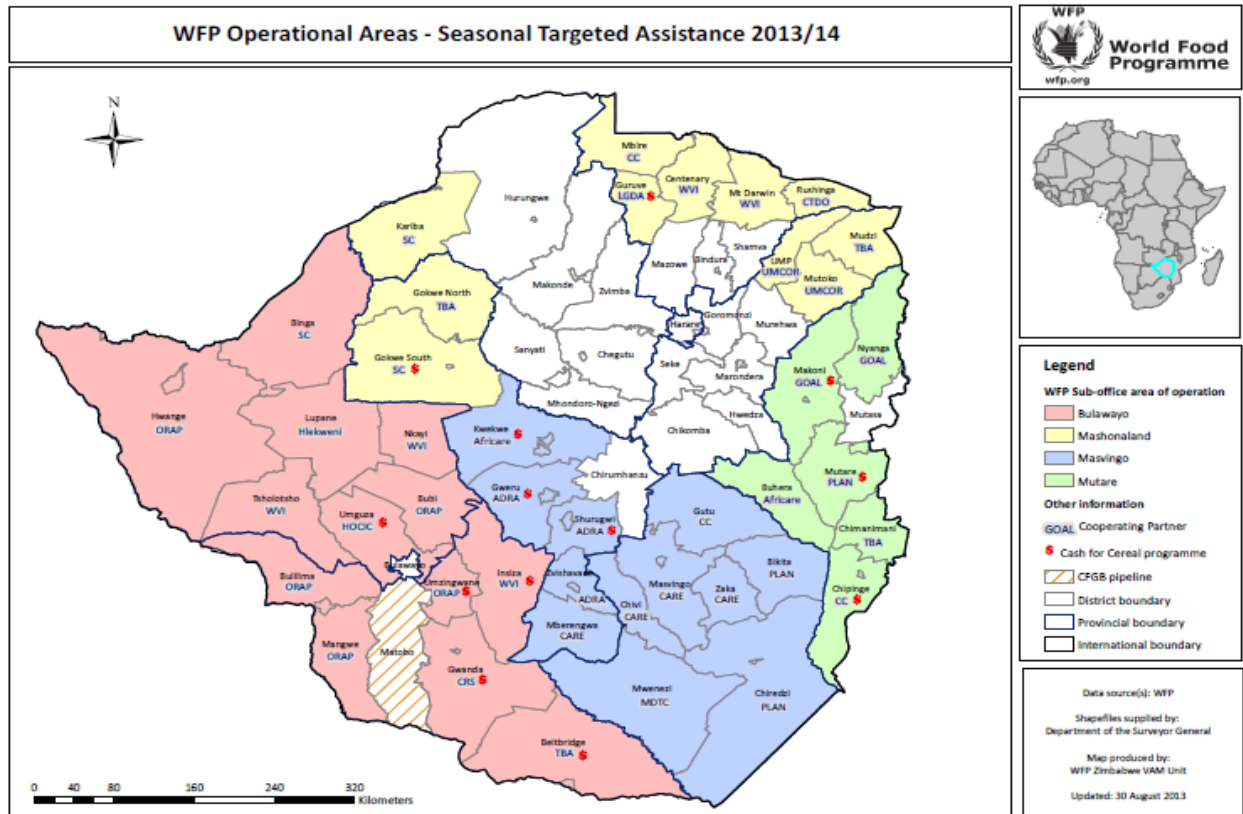 WFP Operational Areas - Seasonal Targeted Assistance 2013/14
WFP
wfp.org
World Food
Programme
N
Mbire
CC
Guruve
LGDA $
Centenary
WVI
Mt Darwin
WVI
Rushinga
CTDO
Hurungwe
Kariba
SC
Mudzi
TBA
Shamva
Bindura
Mazowe
UMP
UMCOR
Mutoko
UMCOR
Gokwe North
TBA
Makonde
Zvimba
Binga
SC
Harare
Goromonzi
Murehwa
Nyanga
GOAL
Gokwe South
SC $
Sanyati
Chegutu
Seke
Marondera
Makoni
GOAL $
Hwange
ORAP
Lupane
Hlekweni
Nkayi
WVI
Mhondoro-Ngezi
Hwedza
Mutasa
Kwekwe $
Africare
Chikomba
Chirumhanzu
Mutare
PLAN $
Gweru
ADRA $
Buhera
Africare
Tsholotsho
WVI
Umguza
HOCIC $
Bubi
ORAP
Shurugwi
ADRA $
Gutu
CC
Chimanimani
TBA
Bulawayo
Bulilima
ORAP
Umzingwane
ORAP $
Insiza
WVI $
Zvishavane
ADRA
Masvingo
CARE
Zaka
CARE
Bikita
PLAN
Chipinge
CC $
Chivi
CARE
Mberengwa
CARE
Mangwe
ORAP
Matobo
Gwanda
CRS $
Mwenezi
MDTC
Chiredzi
PLAN
Beitbridge
TBA $
0 40 80 160 240 320
Kilometers
Legend
WFP Sub-office area of operation
Bulawayo
Mashonaland
Masvingo
Mutare
Other information
GOAL Cooperating Partner
$ Cash for Cereal programme
CFGB pipeline
District boundary
Provincial boundary
International boundary
Data source(s): WFP
Shapefiles supplied by:
Department of the Surveyor General
Map produced by:
WFP Zimbabwe VAM Unit
Updated: 30 August 2013